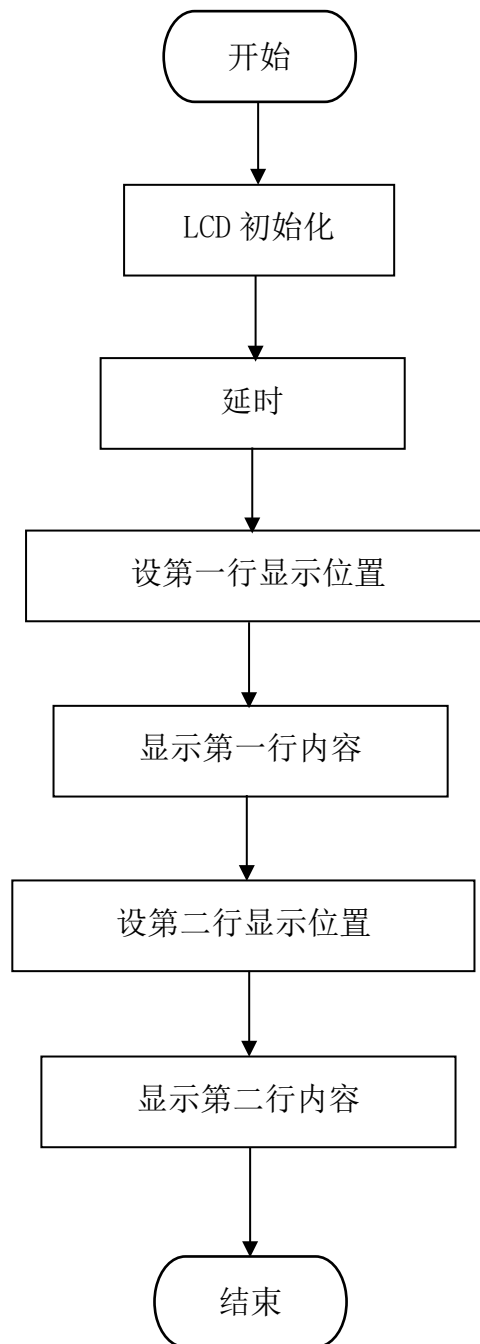 开始
LCD 初始化
延时
设第一行显示位置
显示第一行内容
设第二行显示位置
显示第二行内容
结束